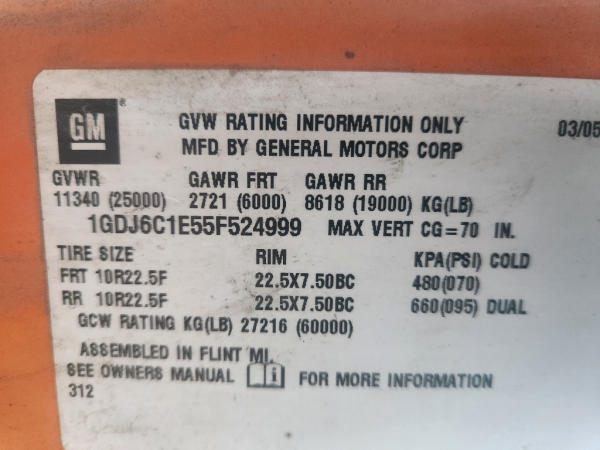 GM®
GVW RATING INFORMATION ONLY 03/05
MFD BY GENERAL MOTORS CORP
GVWR GAWR FRT GAWR RR
11340 (25000) 2721 (6000) 8618 (19000) KG(LB)
1GDJ6C1E55F524999 MAX VERT CG=70 IN.
TIRE SIZE RIM KPA(PSI) COLD
FRT 10R22.5F 22.5X7.50BC 480(070)
RR 10R22.5F 22.5X7.50BC 660(095) DUAL
GCW RATING KG(LB) 27216 (60000)
ASSEMBLED IN FLINT MI.
SEE OWNERS MANUAL i FOR MORE INFORMATION
312